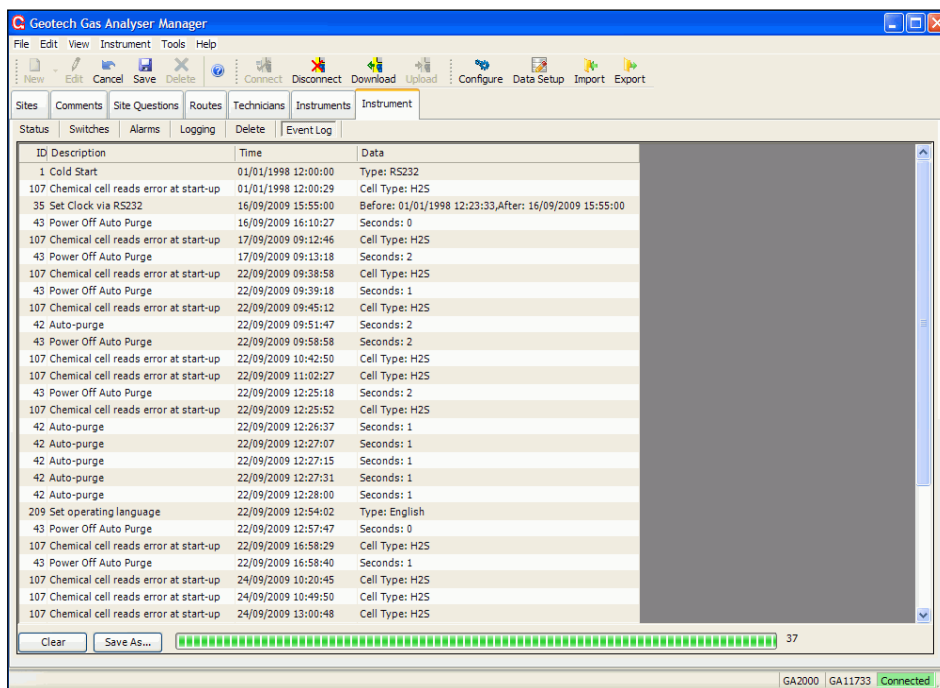 Geotech Gas Analyser Manager
File Edit View Instrument Tools Help
New Edit Cancel Save Delete Connect Disconnect Download Upload Configure Data Setup Import Export
Sites Comments Site Questions Routes Technicians Instruments Instrument
Status Switches Alarms Logging Delete Event Log
ID Description Time Data
1 Cold Start 01/01/1998 12:00:00 Type: RS232
107 Chemical cell reads error at start-up 01/01/1998 12:00:29 Cell Type: H2S
35 Set Clock via RS232 16/09/2009 15:55:00 Before: 01/01/1998 12:23:33,After: 16/09/2009 15:55:00
43 Power Off Auto Purge 16/09/2009 16:10:27 Seconds: 0
107 Chemical cell reads error at start-up 17/09/2009 09:12:46 Cell Type: H2S
43 Power Off Auto Purge 17/09/2009 09:13:18 Seconds: 2
107 Chemical cell reads error at start-up 22/09/2009 09:38:58 Cell Type: H2S
43 Power Off Auto Purge 22/09/2009 09:39:18 Seconds: 1
107 Chemical cell reads error at start-up 22/09/2009 09:45:12 Cell Type: H2S
42 Auto-purge 22/09/2009 09:51:47 Seconds: 2
43 Power Off Auto Purge 22/09/2009 09:58:58 Seconds: 2
107 Chemical cell reads error at start-up 22/09/2009 10:42:50 Cell Type: H2S
107 Chemical cell reads error at start-up 22/09/2009 11:02:27 Cell Type: H2S
43 Power Off Auto Purge 22/09/2009 12:25:18 Seconds: 2
107 Chemical cell reads error at start-up 22/09/2009 12:25:52 Cell Type: H2S
42 Auto-purge 22/09/2009 12:26:37 Seconds: 1
42 Auto-purge 22/09/2009 12:27:07 Seconds: 1
42 Auto-purge 22/09/2009 12:27:15 Seconds: 1
42 Auto-purge 22/09/2009 12:27:31 Seconds: 1
42 Auto-purge 22/09/2009 12:28:00 Seconds: 1
209 Set operating language 22/09/2009 12:54:02 Type: English
43 Power Off Auto Purge 22/09/2009 12:57:47 Seconds: 0
107 Chemical cell reads error at start-up 22/09/2009 16:58:29 Cell Type: H2S
43 Power Off Auto Purge 22/09/2009 16:58:40 Seconds: 1
107 Chemical cell reads error at start-up 24/09/2009 10:20:45 Cell Type: H2S
107 Chemical cell reads error at start-up 24/09/2009 10:49:50 Cell Type: H2S
107 Chemical cell reads error at start-up 24/09/2009 13:00:48 Cell Type: H2S
Clear Save As... 37
GA2000 GA11733 Connected